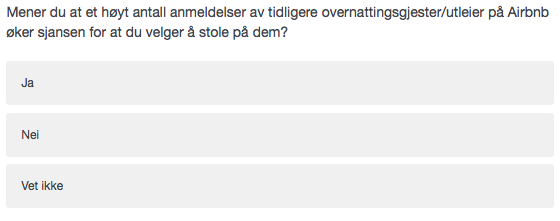 Mener du at et høyt antall anmeldelser av tidligere overnattingsgjester/utleier på Airbnb
øker sjansen for at du velger å stole på dem?
Ja
Nei
Vet ikke